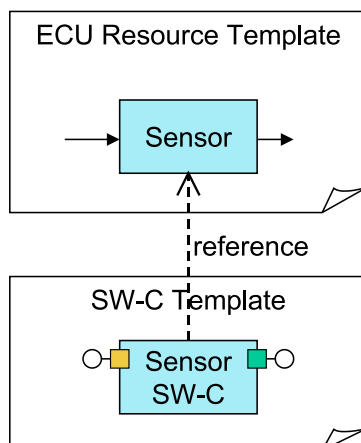 ECU Resource Template
Sensor
reference
SW-C Template
Sensor
SW-C